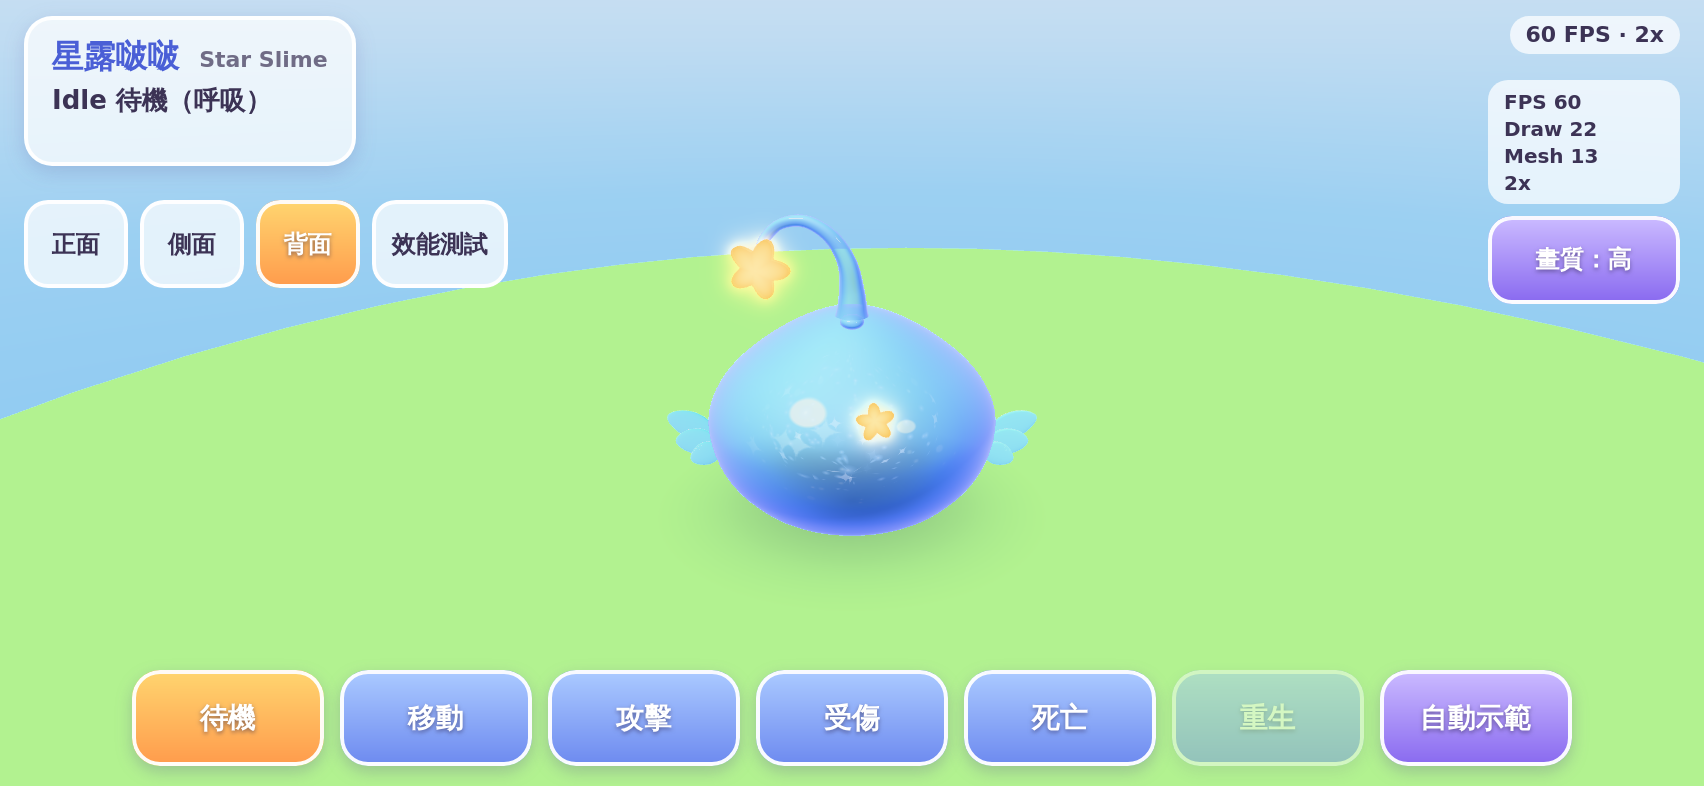 星露啵啵 Star Slime
Idle 待機（呼吸）
60 FPS · 2x
FPS 60
Draw 22
Mesh 13
2x
正面
側面
背面
效能測試
畫質：高
待機
移動
攻擊
受傷
死亡
重生
自動示範